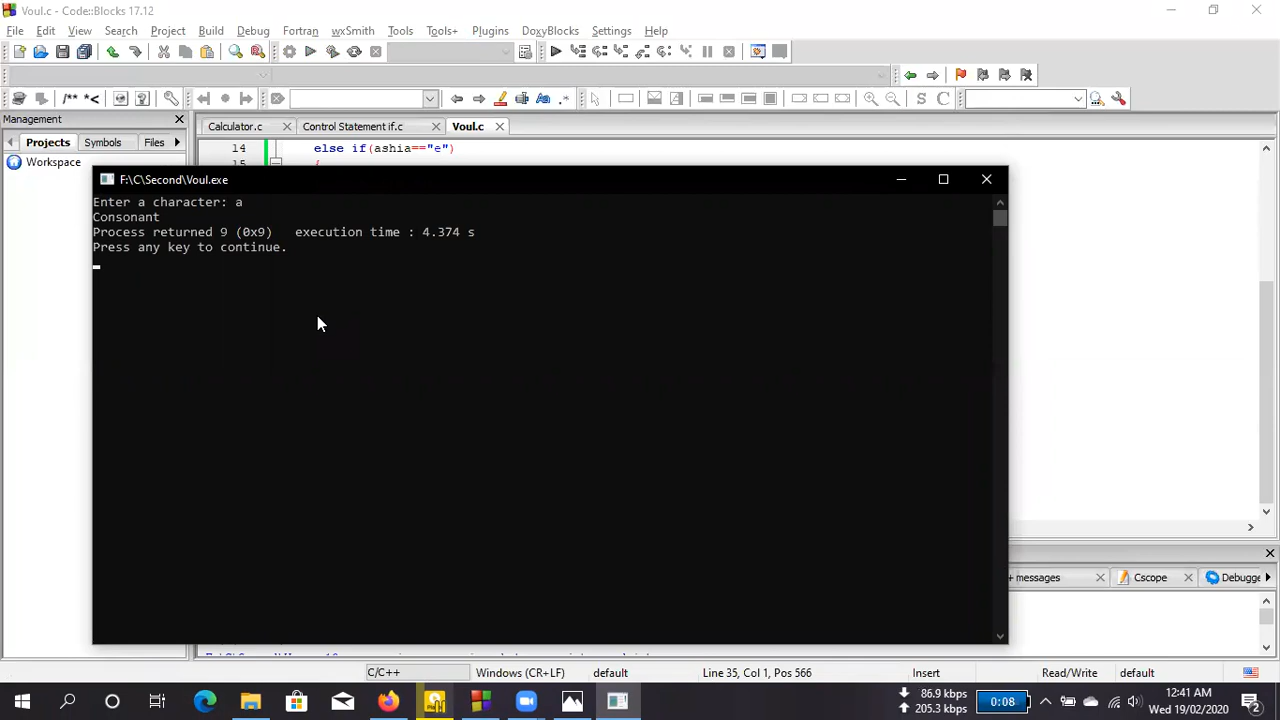 Voul.c - Code::Blocks 17.12
File Edit View Search Project Build Debug Fortran wxSmith Tools Tools+ Plugins DoxyBlocks Settings Help
/** *<
Aa .*
S C
Management
Calculator.c Control Statement if.c Voul.c
Projects Symbols Files
Workspace
14 else if(ashia=="e")
15 {
F:\C\Second\Voul.exe
Enter a character: a
Consonant
Process returned 9 (0x9) execution time : 4.374 s
Press any key to continue.
+ messages Cscope Debugge
C/C++ Windows (CR+LF) default Line 35, Col 1, Pos 566 Insert Read/Write default
86.9 kbps
205.3 kbps
0:08
12:41 AM
Wed 19/02/2020
2